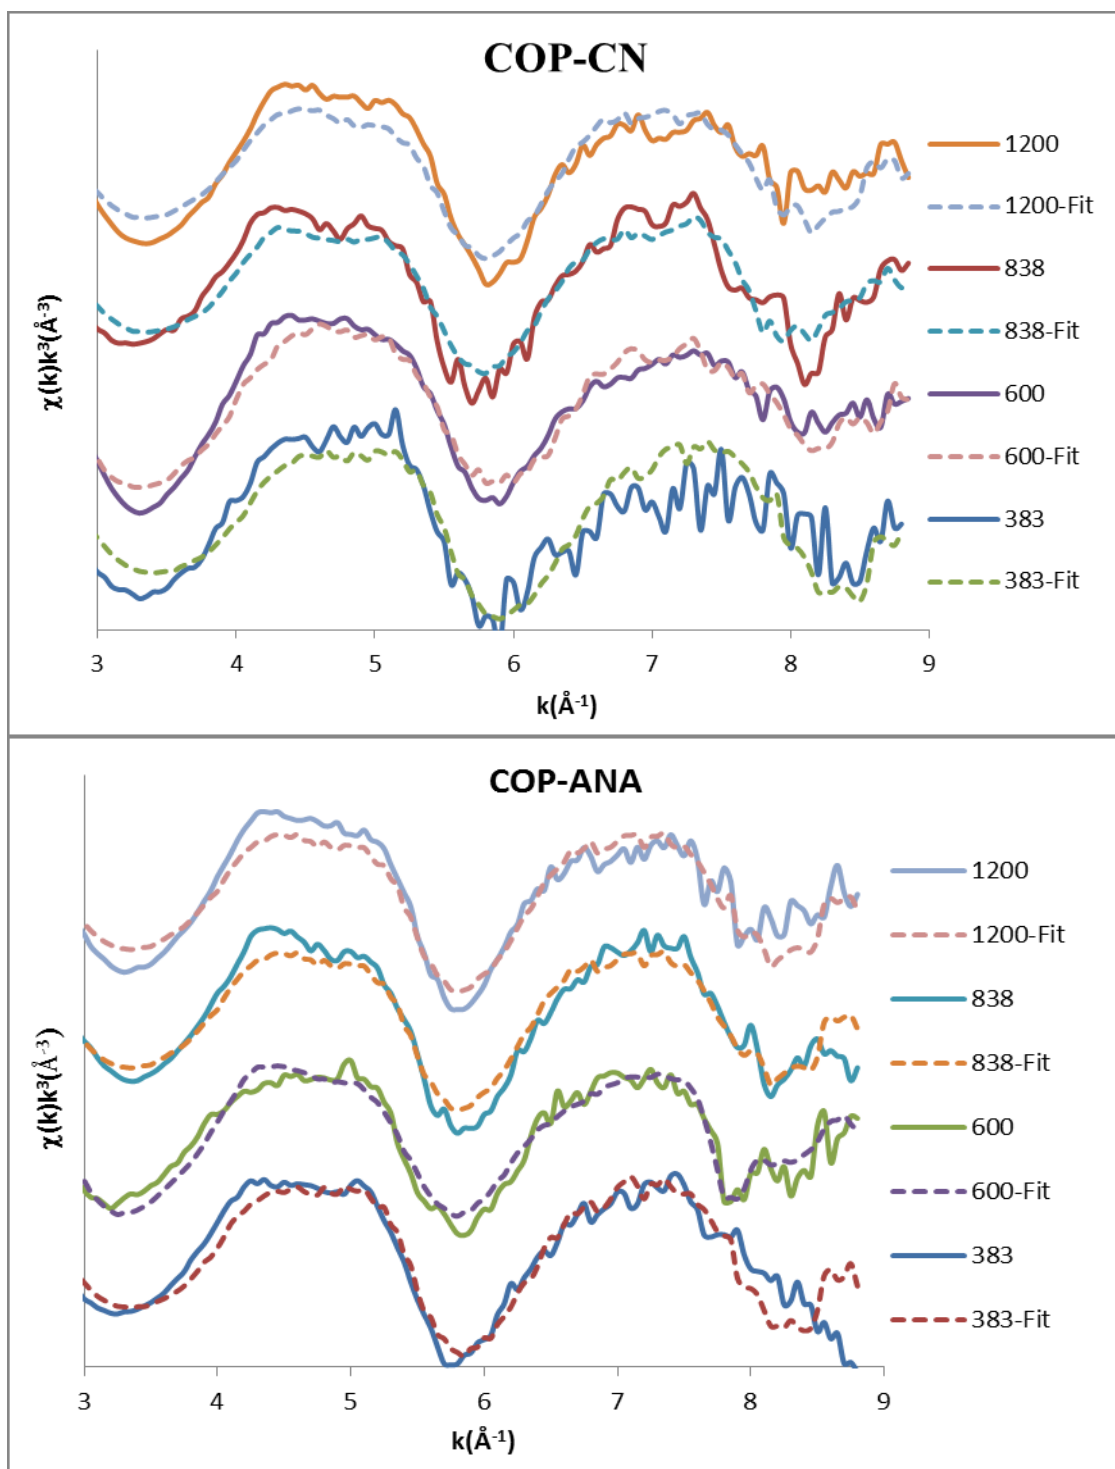 COP-CN
1200
1200-Fit
838
838-Fit
600
600-Fit
383
383-Fit
χ(k)k³(Å⁻³)
3 4 5 6 7 8 9
k(Å⁻¹)
COP-ANA
1200
1200-Fit
838
838-Fit
600
600-Fit
383
383-Fit
χ(k)k³(Å⁻³)
3 4 5 6 7 8 9
k(Å⁻¹)